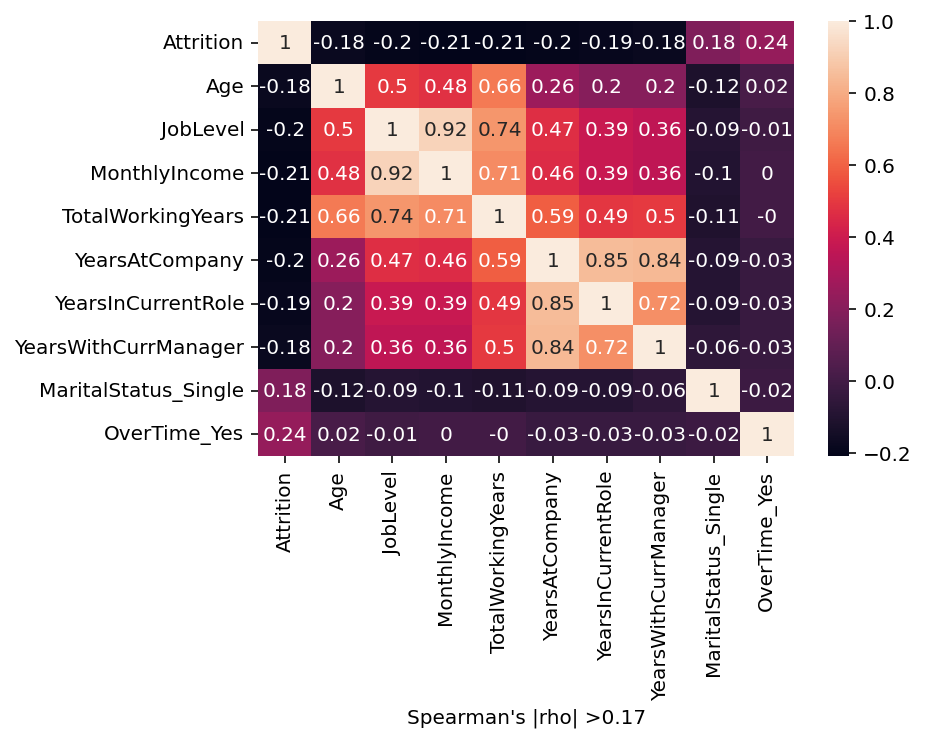 Attrition 1 -0.18 -0.2 -0.21 -0.21 -0.2 -0.19 -0.18 0.18 0.24
Age -0.18 1 0.5 0.48 0.66 0.26 0.2 0.2 -0.12 0.02
JobLevel -0.2 0.5 1 0.92 0.74 0.47 0.39 0.36 -0.09 -0.01
MonthlyIncome -0.21 0.48 0.92 1 0.71 0.46 0.39 0.36 -0.1 0
TotalWorkingYears -0.21 0.66 0.74 0.71 1 0.59 0.49 0.5 -0.11 -0
YearsAtCompany -0.2 0.26 0.47 0.46 0.59 1 0.85 0.84 -0.09 -0.03
YearsInCurrentRole -0.19 0.2 0.39 0.39 0.49 0.85 1 0.72 -0.09 -0.03
YearsWithCurrManager -0.18 0.2 0.36 0.36 0.5 0.84 0.72 1 -0.06 -0.03
MaritalStatus_Single 0.18 -0.12 -0.09 -0.1 -0.11 -0.09 -0.09 -0.06 1 -0.02
OverTime_Yes 0.24 0.02 -0.01 0 -0 -0.03 -0.03 -0.03 -0.02 1
Attrition
Age
JobLevel
MonthlyIncome
TotalWorkingYears
YearsAtCompany
YearsInCurrentRole
YearsWithCurrManager
MaritalStatus_Single
OverTime_Yes
Spearman's |rho| >0.17
1.0
0.8
0.6
0.4
0.2
0.0
−0.2